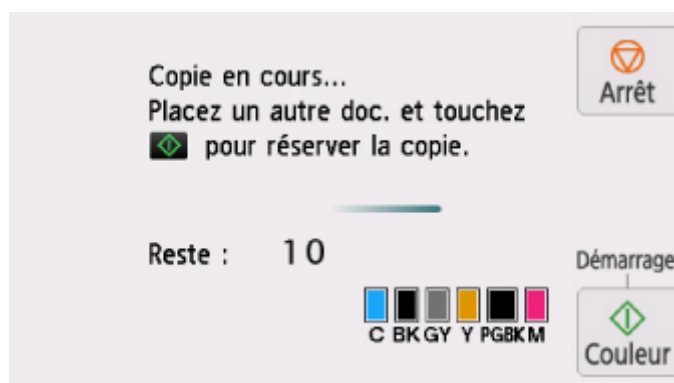 Copie en cours...
Placez un autre doc. et touchez
pour réserver la copie.
Reste : 10
C BK GY Y PGBK M
Arrêt
Démarrage
Couleur